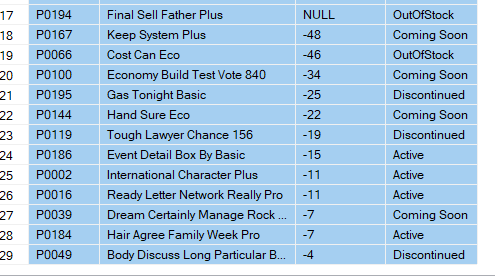 17 P0194 Final Sell Father Plus NULL OutOfStock
18 P0167 Keep System Plus -48 Coming Soon
19 P0066 Cost Can Eco -46 OutOfStock
20 P0100 Economy Build Test Vote 840 -34 Coming Soon
21 P0195 Gas Tonight Basic -25 Discontinued
22 P0144 Hand Sure Eco -22 Coming Soon
23 P0119 Tough Lawyer Chance 156 -19 Discontinued
24 P0186 Event Detail Box By Basic -15 Active
25 P0002 International Character Plus -11 Active
26 P0016 Ready Letter Network Really Pro -11 Active
27 P0039 Dream Certainly Manage Rock ... -7 Coming Soon
28 P0184 Hair Agree Family Week Pro -7 Active
29 P0049 Body Discuss Long Particular B... -4 Discontinued